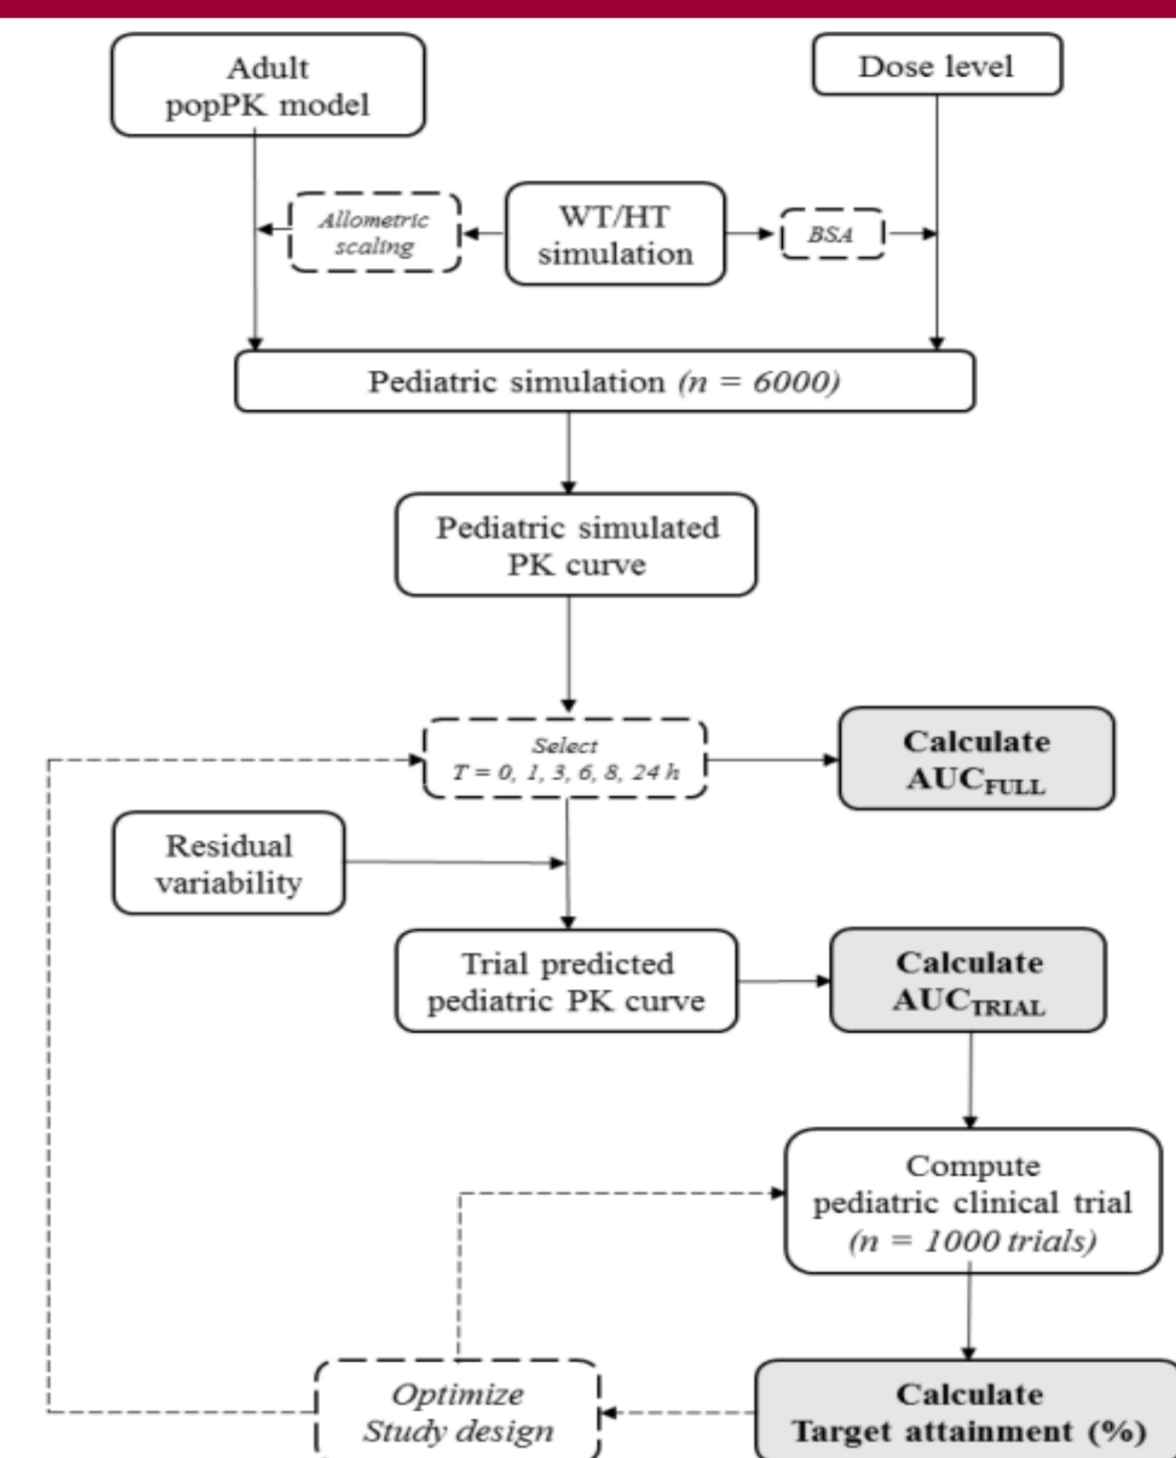 Adult
popPK model
Dose level
Allometric
scaling
WT/HT
simulation
BSA
Pediatric simulation (n = 6000)
Pediatric simulated
PK curve
Select
T = 0, 1, 3, 6, 8, 24 h
Calculate
AUCFULL
Residual
variability
Trial predicted
pediatric PK curve
Calculate
AUCTRIAL
Compute
pediatric clinical trial
(n = 1000 trials)
Optimize
Study design
Calculate
Target attainment (%)